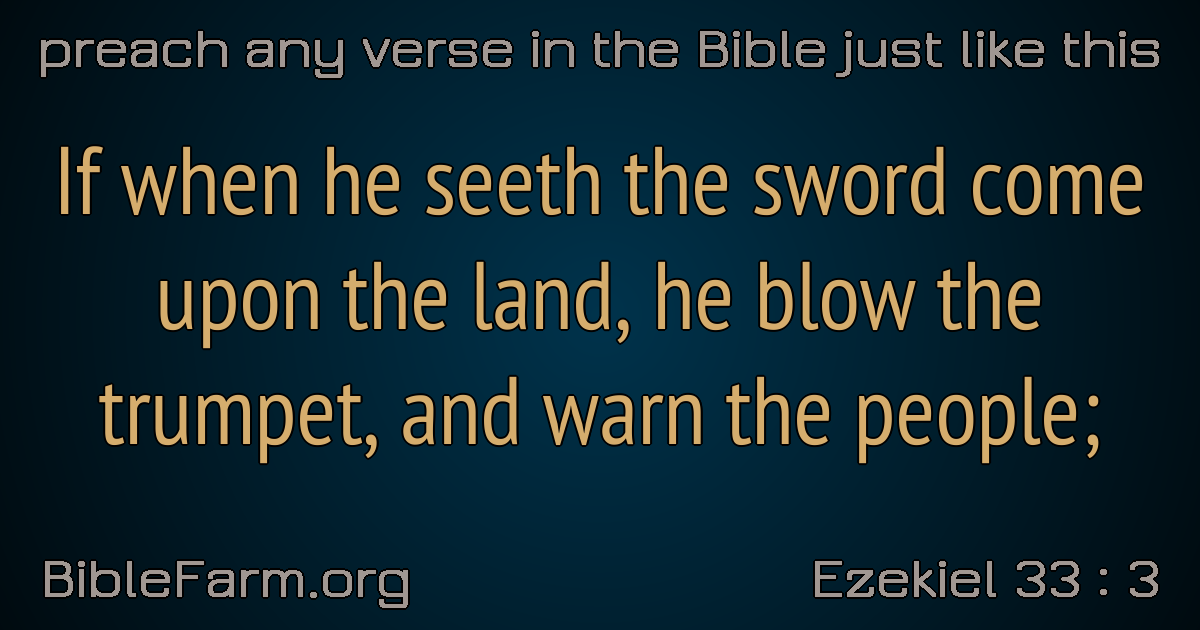 preach any verse in the Bible just like this
If when he seeth the sword come
upon the land, he blow the
trumpet, and warn the people;
BibleFarm.org
Ezekiel 33 : 3